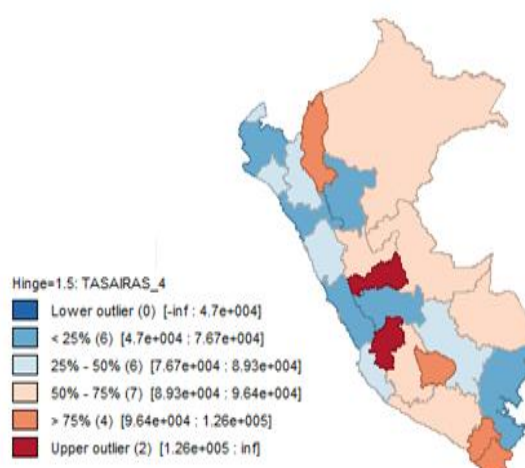 Hinge=1.5: TASAIRAS_4
Lower outlier (0) [-inf : 4.7e+004]
< 25% (6) [4.7e+004 : 7.67e+004]
25% - 50% (6) [7.67e+004 : 8.93e+004]
50% - 75% (7) [8.93e+004 : 9.64e+004]
> 75% (4) [9.64e+004 : 1.26e+005]
Upper outlier (2) [1.26e+005 : inf]